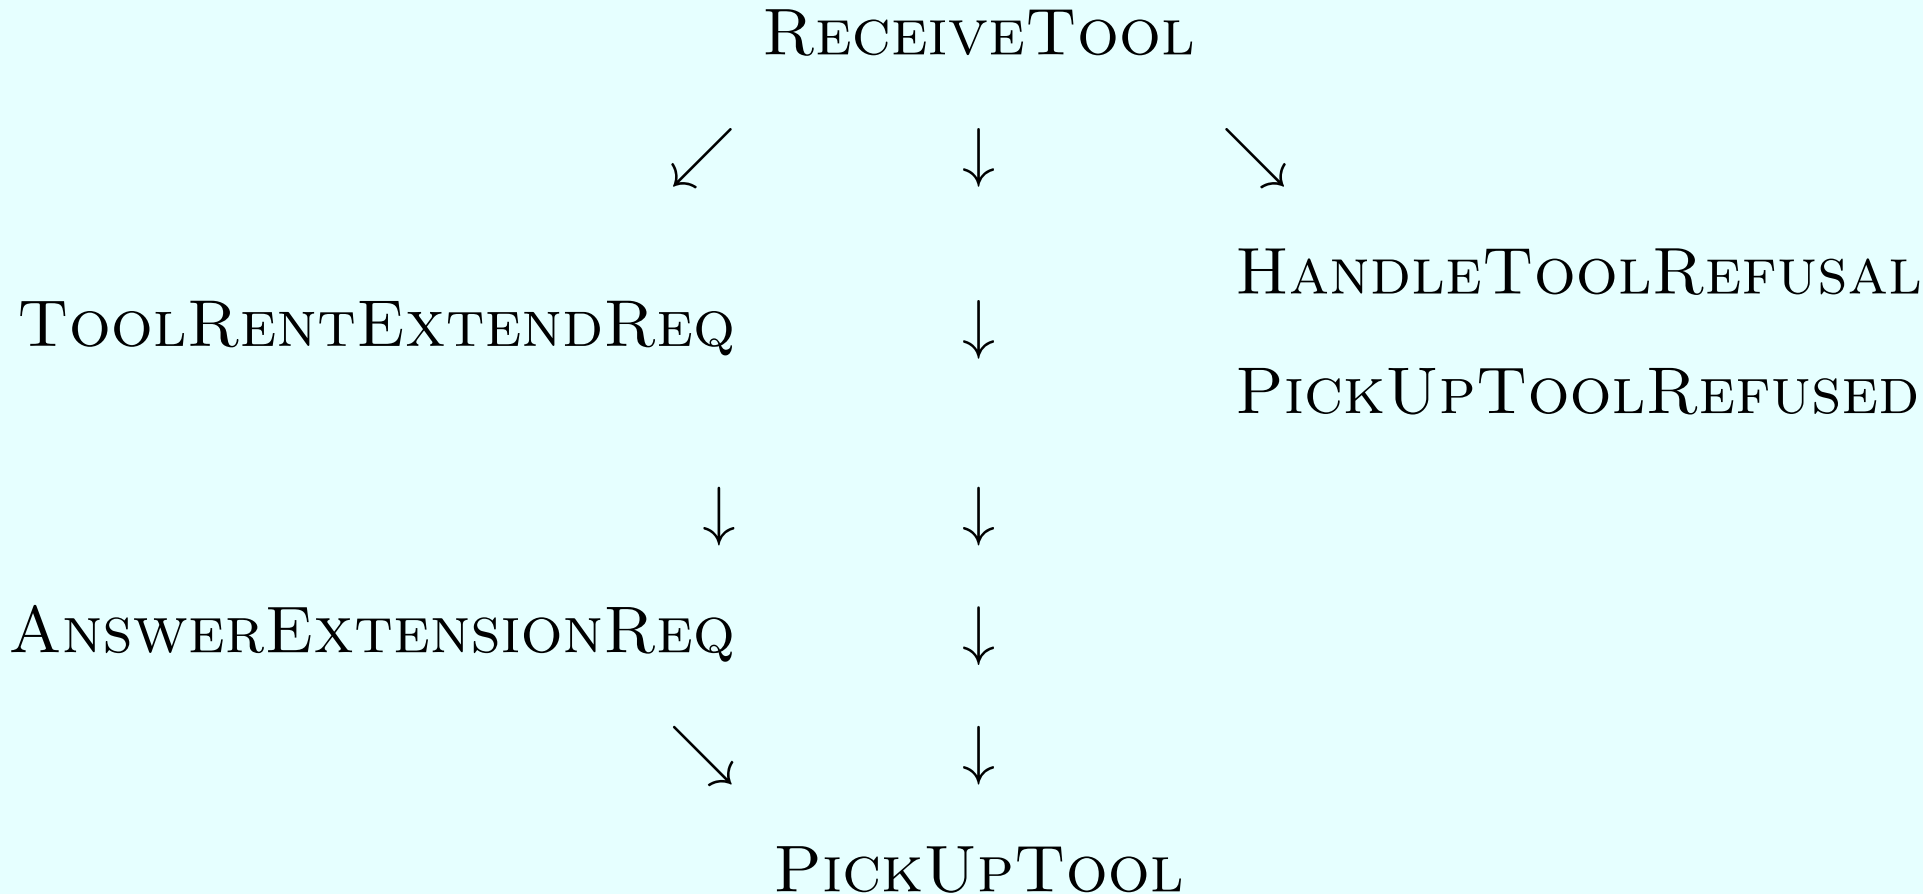 ReceiveTool
HandleToolRefusal
ToolRentExtendReq
PickUpToolRefused
AnswerExtensionReq
PickUpTool